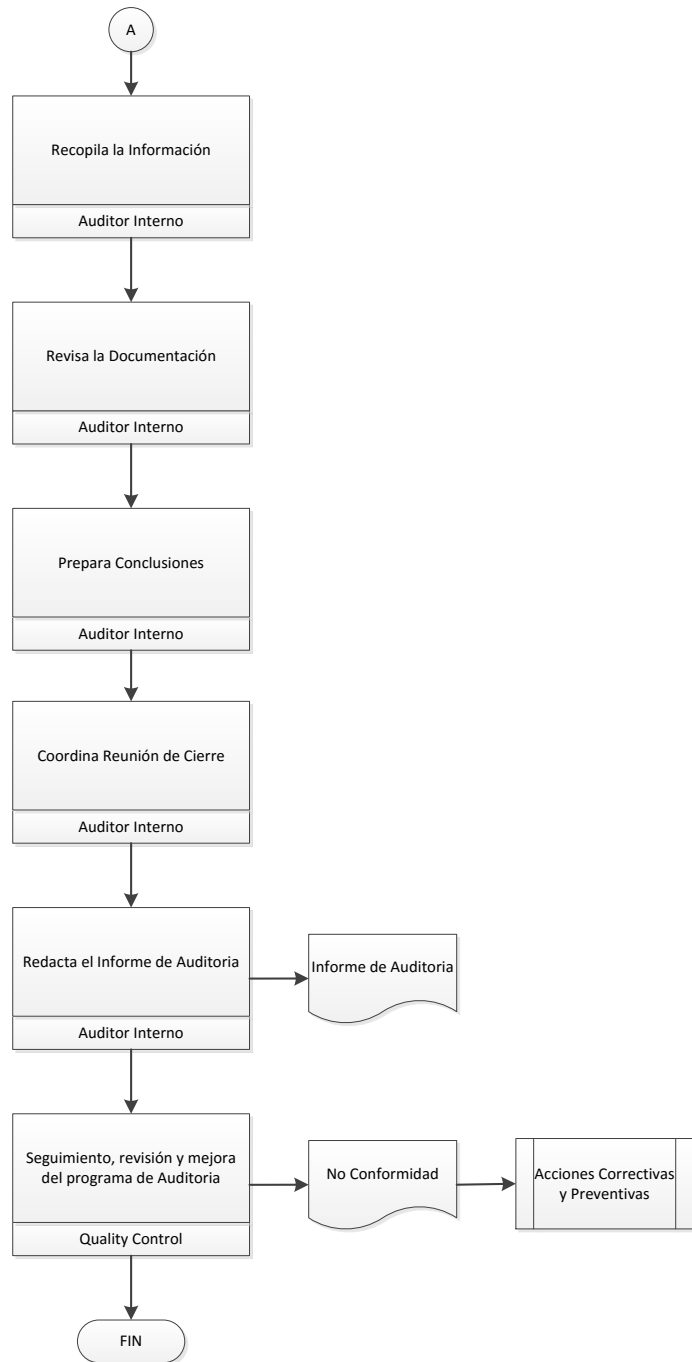 A
Recopila la Información
Auditor Interno
Revisa la Documentación
Auditor Interno
Prepara Conclusiones
Auditor Interno
Coordina Reunión de Cierre
Auditor Interno
Redacta el Informe de Auditoria
Auditor Interno
Informe de Auditoria
Seguimiento, revisión y mejora
del programa de Auditoria
Quality Control
No Conformidad
Acciones Correctivas
y Preventivas
FIN